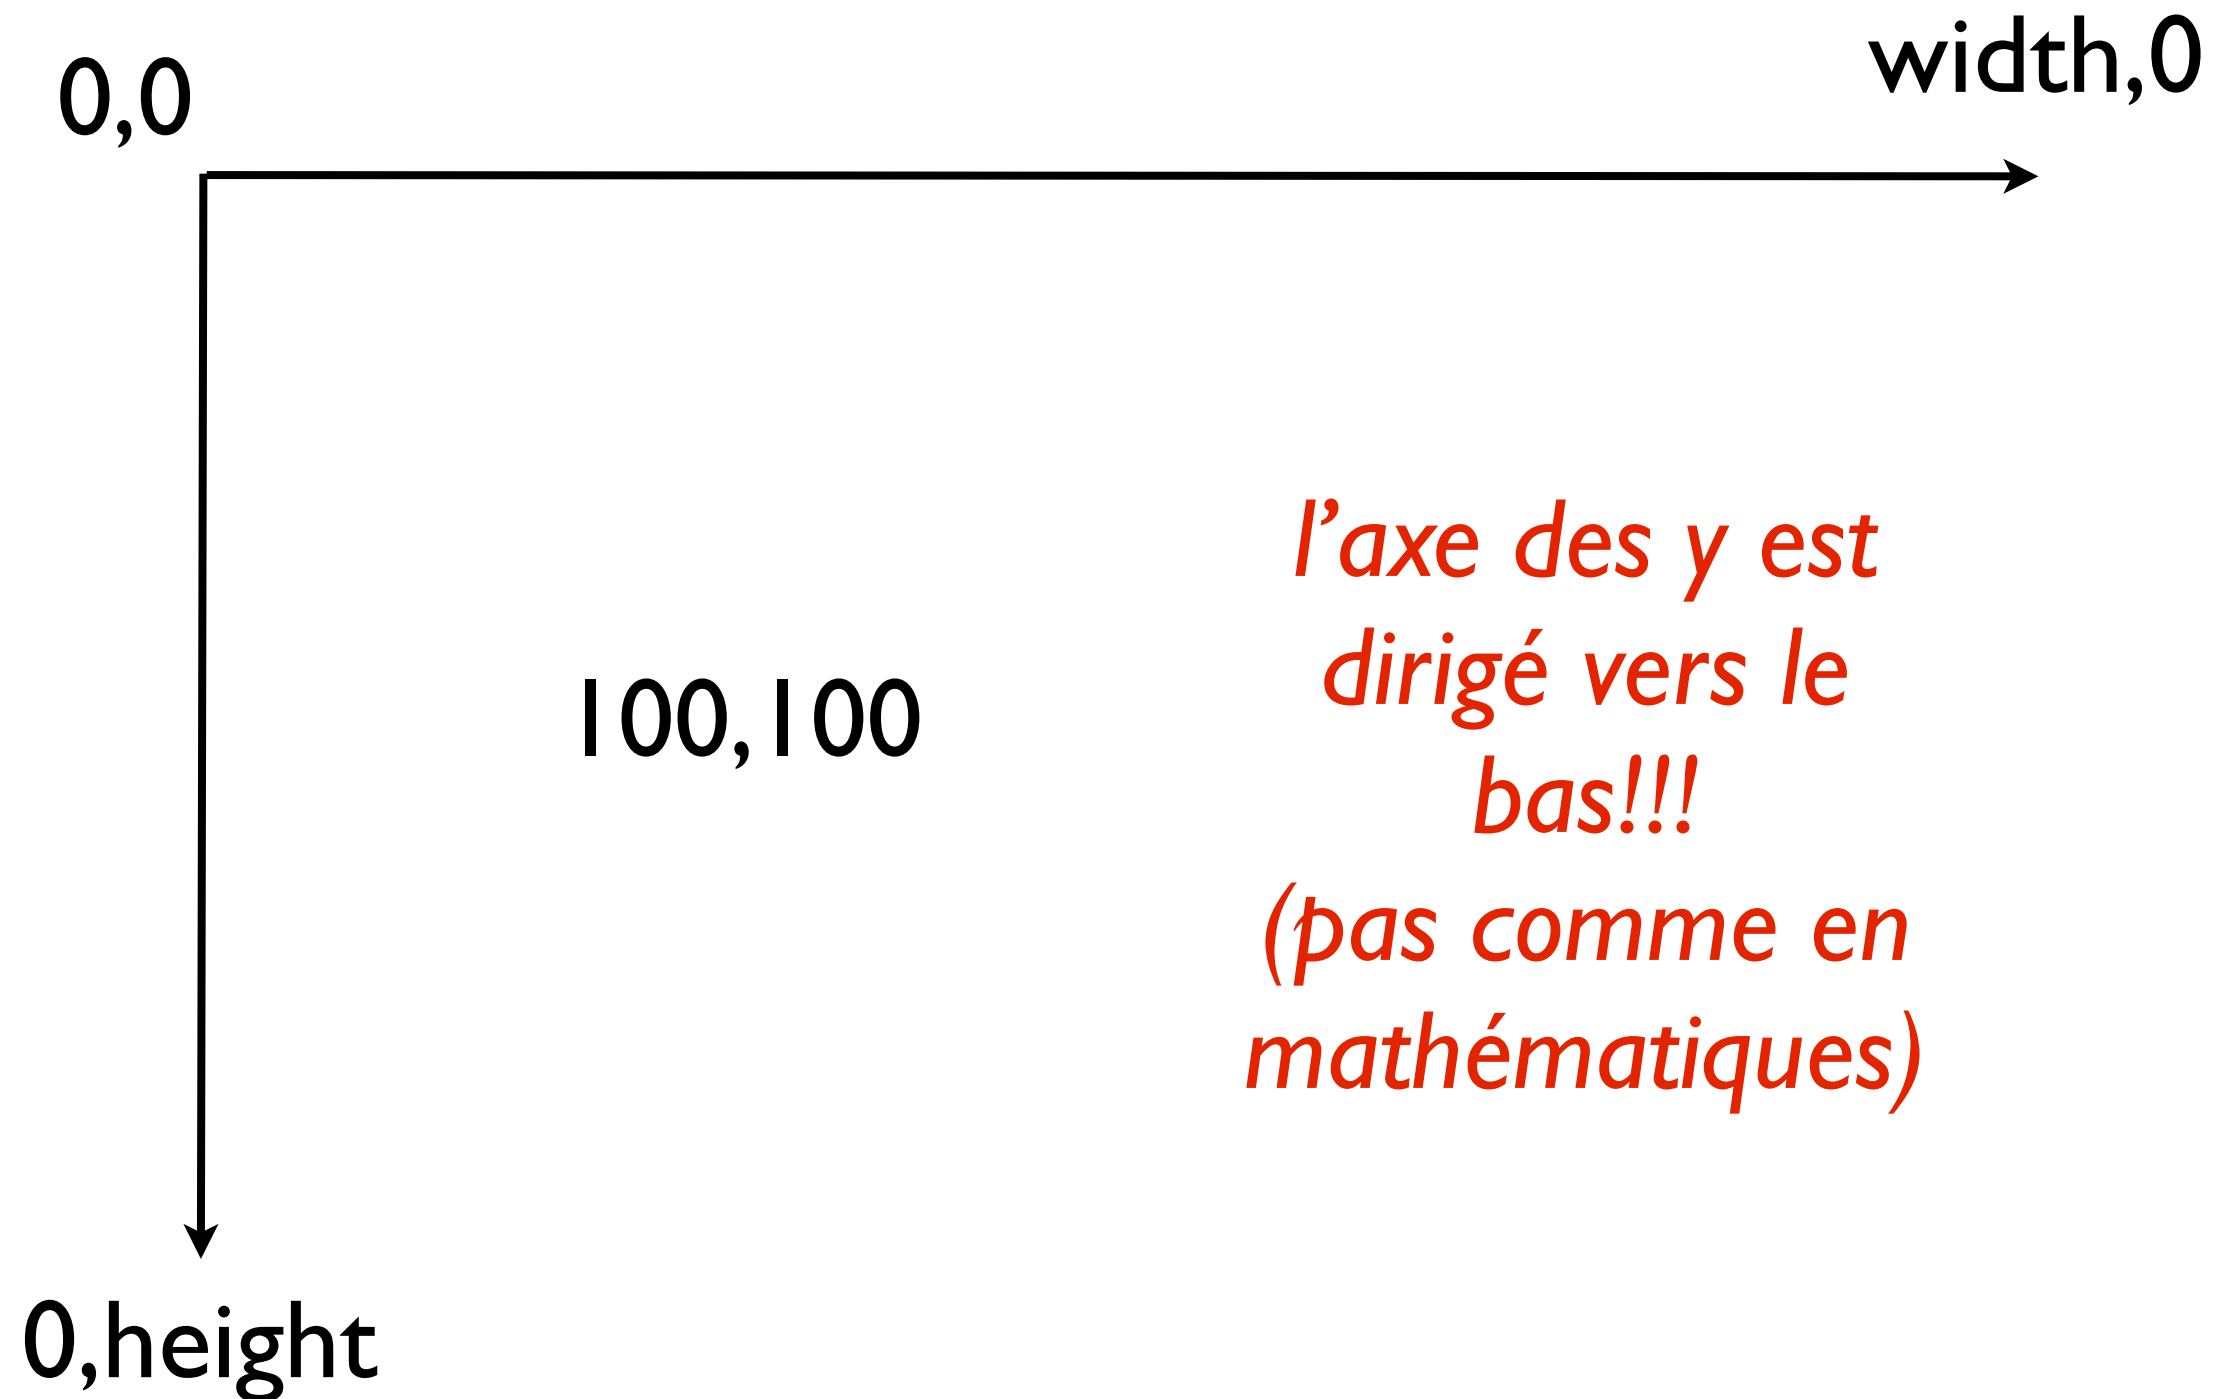 0,0
width,0
100,100
l’axe des y est
dirigé vers le
bas!!!
(pas comme en
mathématiques)
0,height